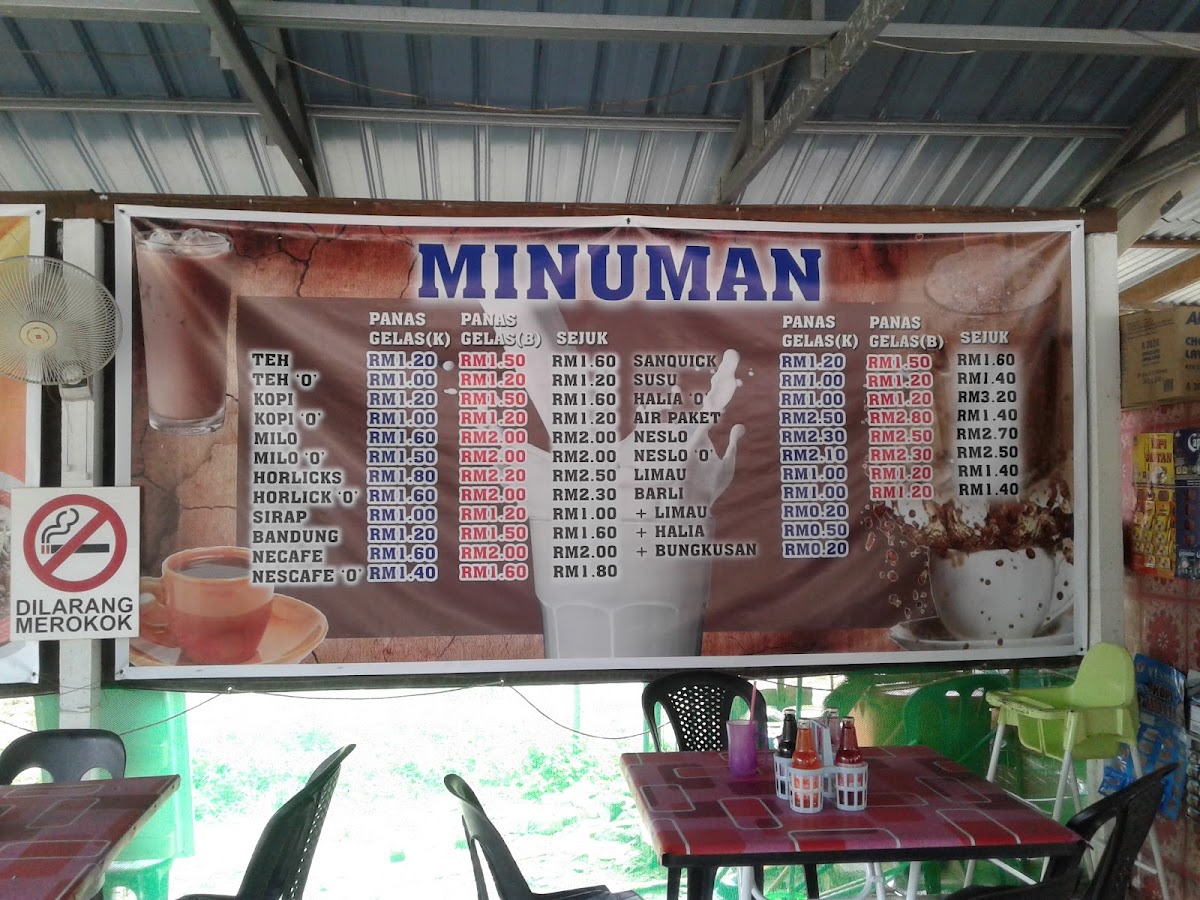 MINUMAN
PANAS PANAS PANAS PANAS
GELAS(K) GELAS(B) SEJUK GELAS(K) GELAS(B) SEJUK
TEH RM1.20 RM1.50 RM1.60 SANQUICK RM1.20 RM1.50 RM1.60
TEH 'O' RM1.00 RM1.20 RM1.20 SUSU RM1.00 RM1.20 RM1.40
KOPI RM1.20 RM1.50 RM1.60 HALIA 'O' RM1.00 RM1.20 RM3.20
KOPI 'O' RM1.00 RM1.20 RM1.20 AIR PAKET RM2.50 RM2.80 RM1.40
MILO RM1.60 RM2.00 RM2.00 NESLO RM2.30 RM2.50 RM2.70
MILO 'O' RM1.50 RM2.00 RM2.00 NESLO 'O' RM2.10 RM2.30 RM2.50
HORLICKS RM1.80 RM2.20 RM2.50 LIMAU RM1.00 RM1.20 RM1.40
HORLICK 'O' RM1.60 RM2.00 RM2.30 BARLI RM1.00 RM1.20 RM1.40
SIRAP RM1.00 RM1.20 RM1.00 + LIMAU RM0.20
BANDUNG RM1.20 RM1.50 RM1.60 + HALIA RM0.50
NECAFE RM1.60 RM2.00 RM2.00 + BUNGKUSAN RM0.20
NESCAFE 'O' RM1.40 RM1.60 RM1.80
DILARANG
MEROKOK